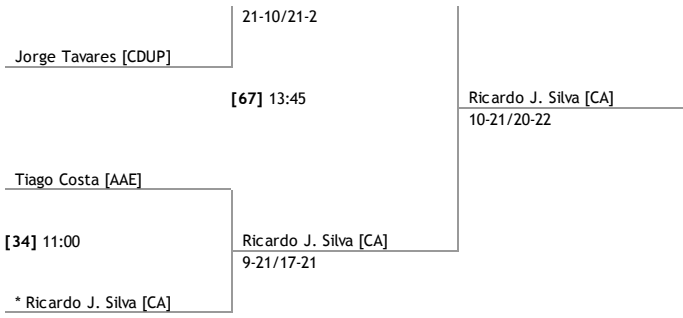 21-10/21-2
Jorge Tavares [CDUP]
[67] 13:45
Ricardo J. Silva [CA]
10-21/20-22
Tiago Costa [AAE]
[34] 11:00
Ricardo J. Silva [CA]
9-21/17-21
* Ricardo J. Silva [CA]